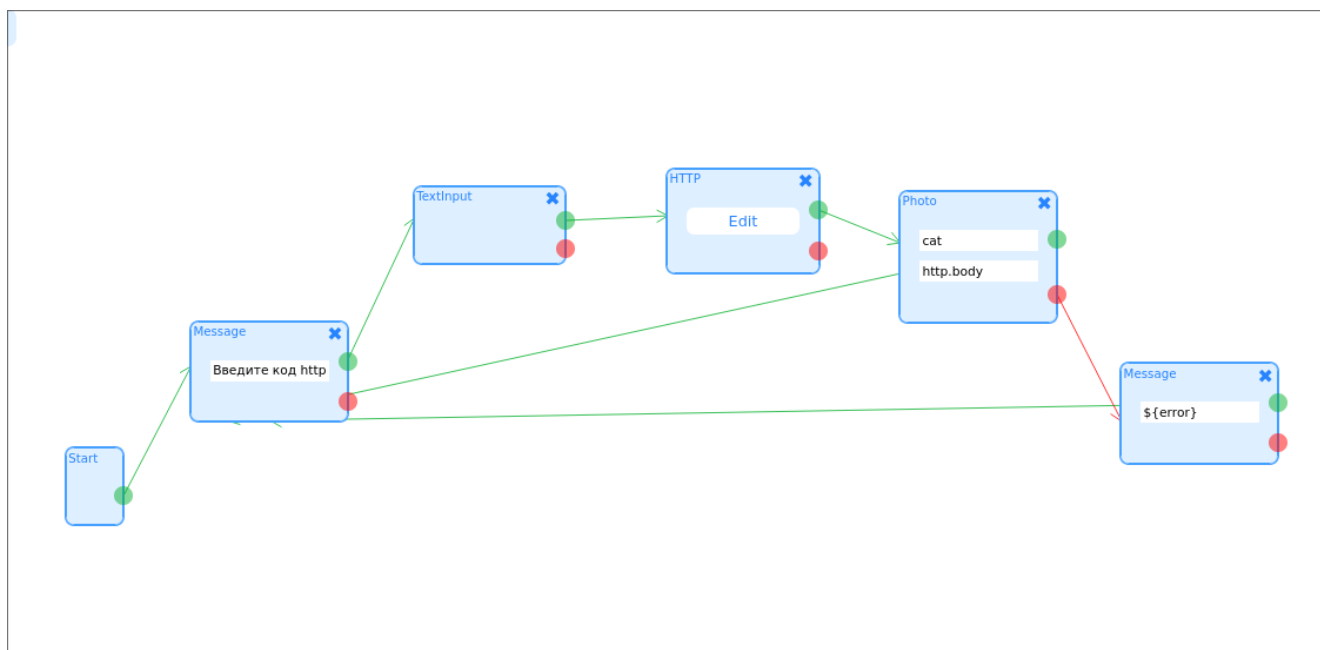 HTTP
TextInput
Edit
Photo
cat
http.body
Message
Введите код http
Message
${error}
Start